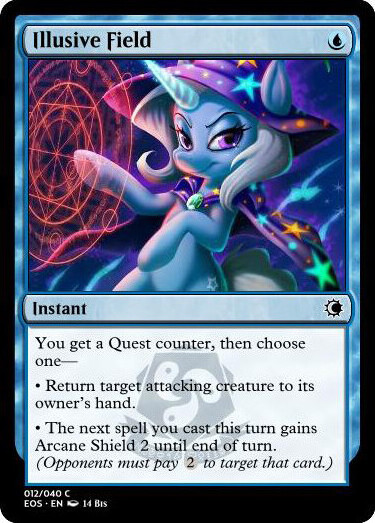 Illusive Field
Instant
You get a Quest counter, then choose
one—
• Return target attacking creature to its
owner's hand.
• The next spell you cast this turn gains
Arcane Shield 2 until end of turn.
(Opponents must pay 2 to target that card.)
012/040 C
EOS · EN 14 Bis